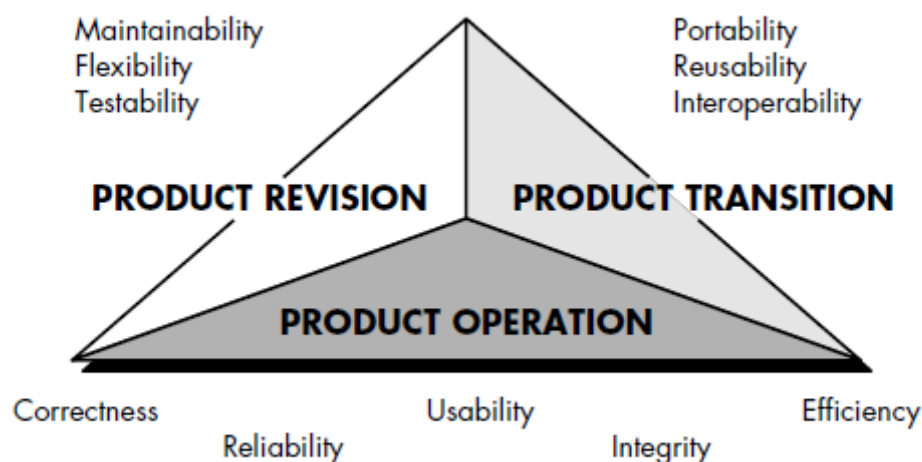 Maintainability
Flexibility
Testability
Portability
Reusability
Interoperability
PRODUCT REVISION
PRODUCT TRANSITION
PRODUCT OPERATION
Correctness
Usability
Efficiency
Reliability
Integrity